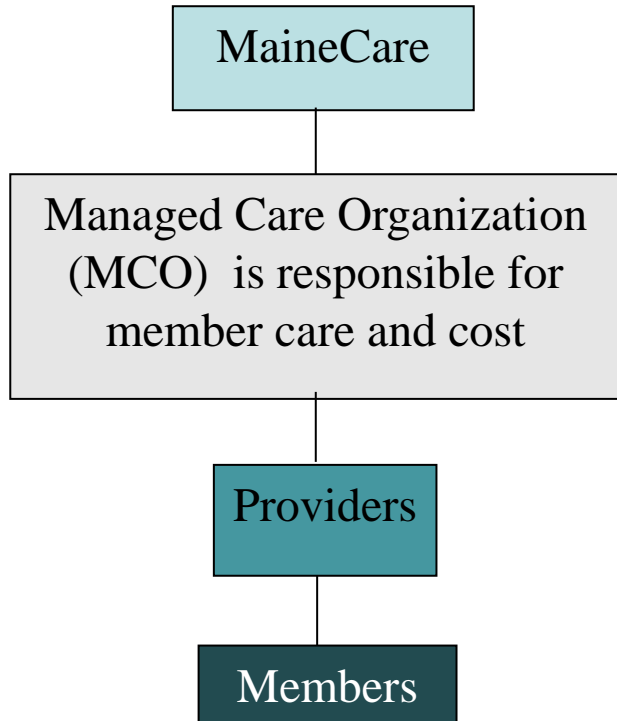 MaineCare
Managed Care Organization
(MCO) is responsible for
member care and cost
Providers
Members